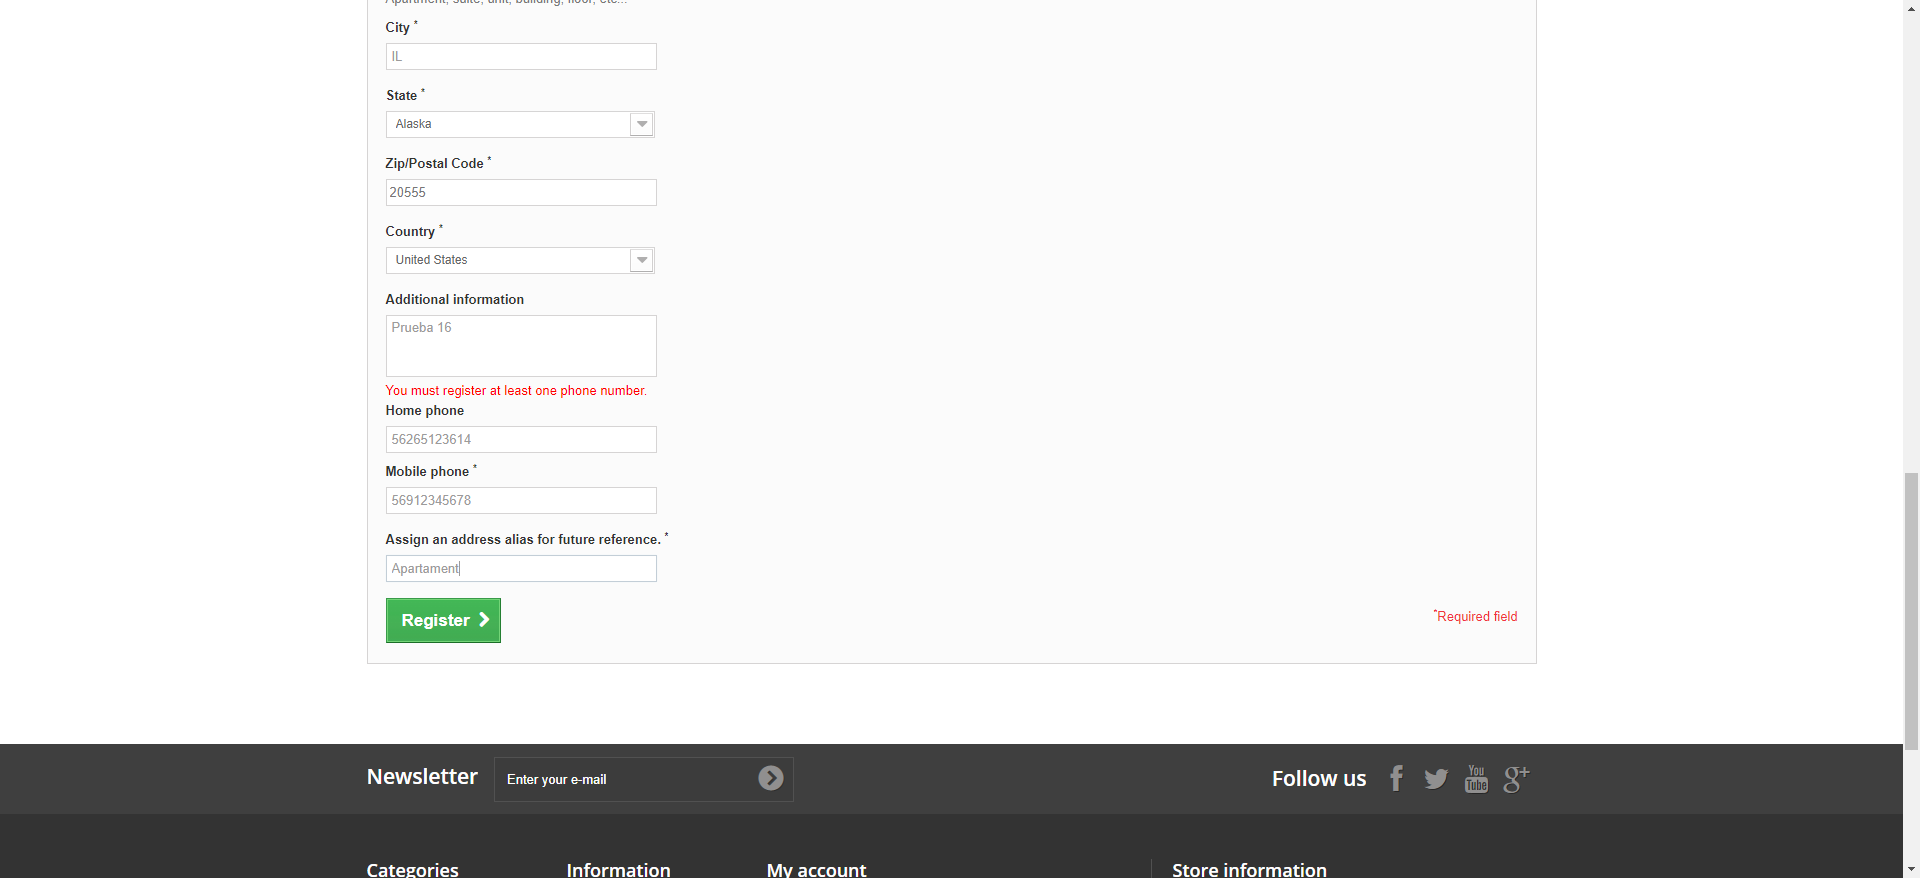 Apartment, suite, unit, building, floor, etc...
City *
IL
State *
Alaska
Zip/Postal Code *
20555
Country *
United States
Additional information
Prueba 16
You must register at least one phone number.
Home phone
56265123614
Mobile phone *
56912345678
Assign an address alias for future reference. *
Apartament
Register
*Required field
Newsletter
Enter your e-mail
Follow us
You Tube
g+
Categories
Information
My account
Store information